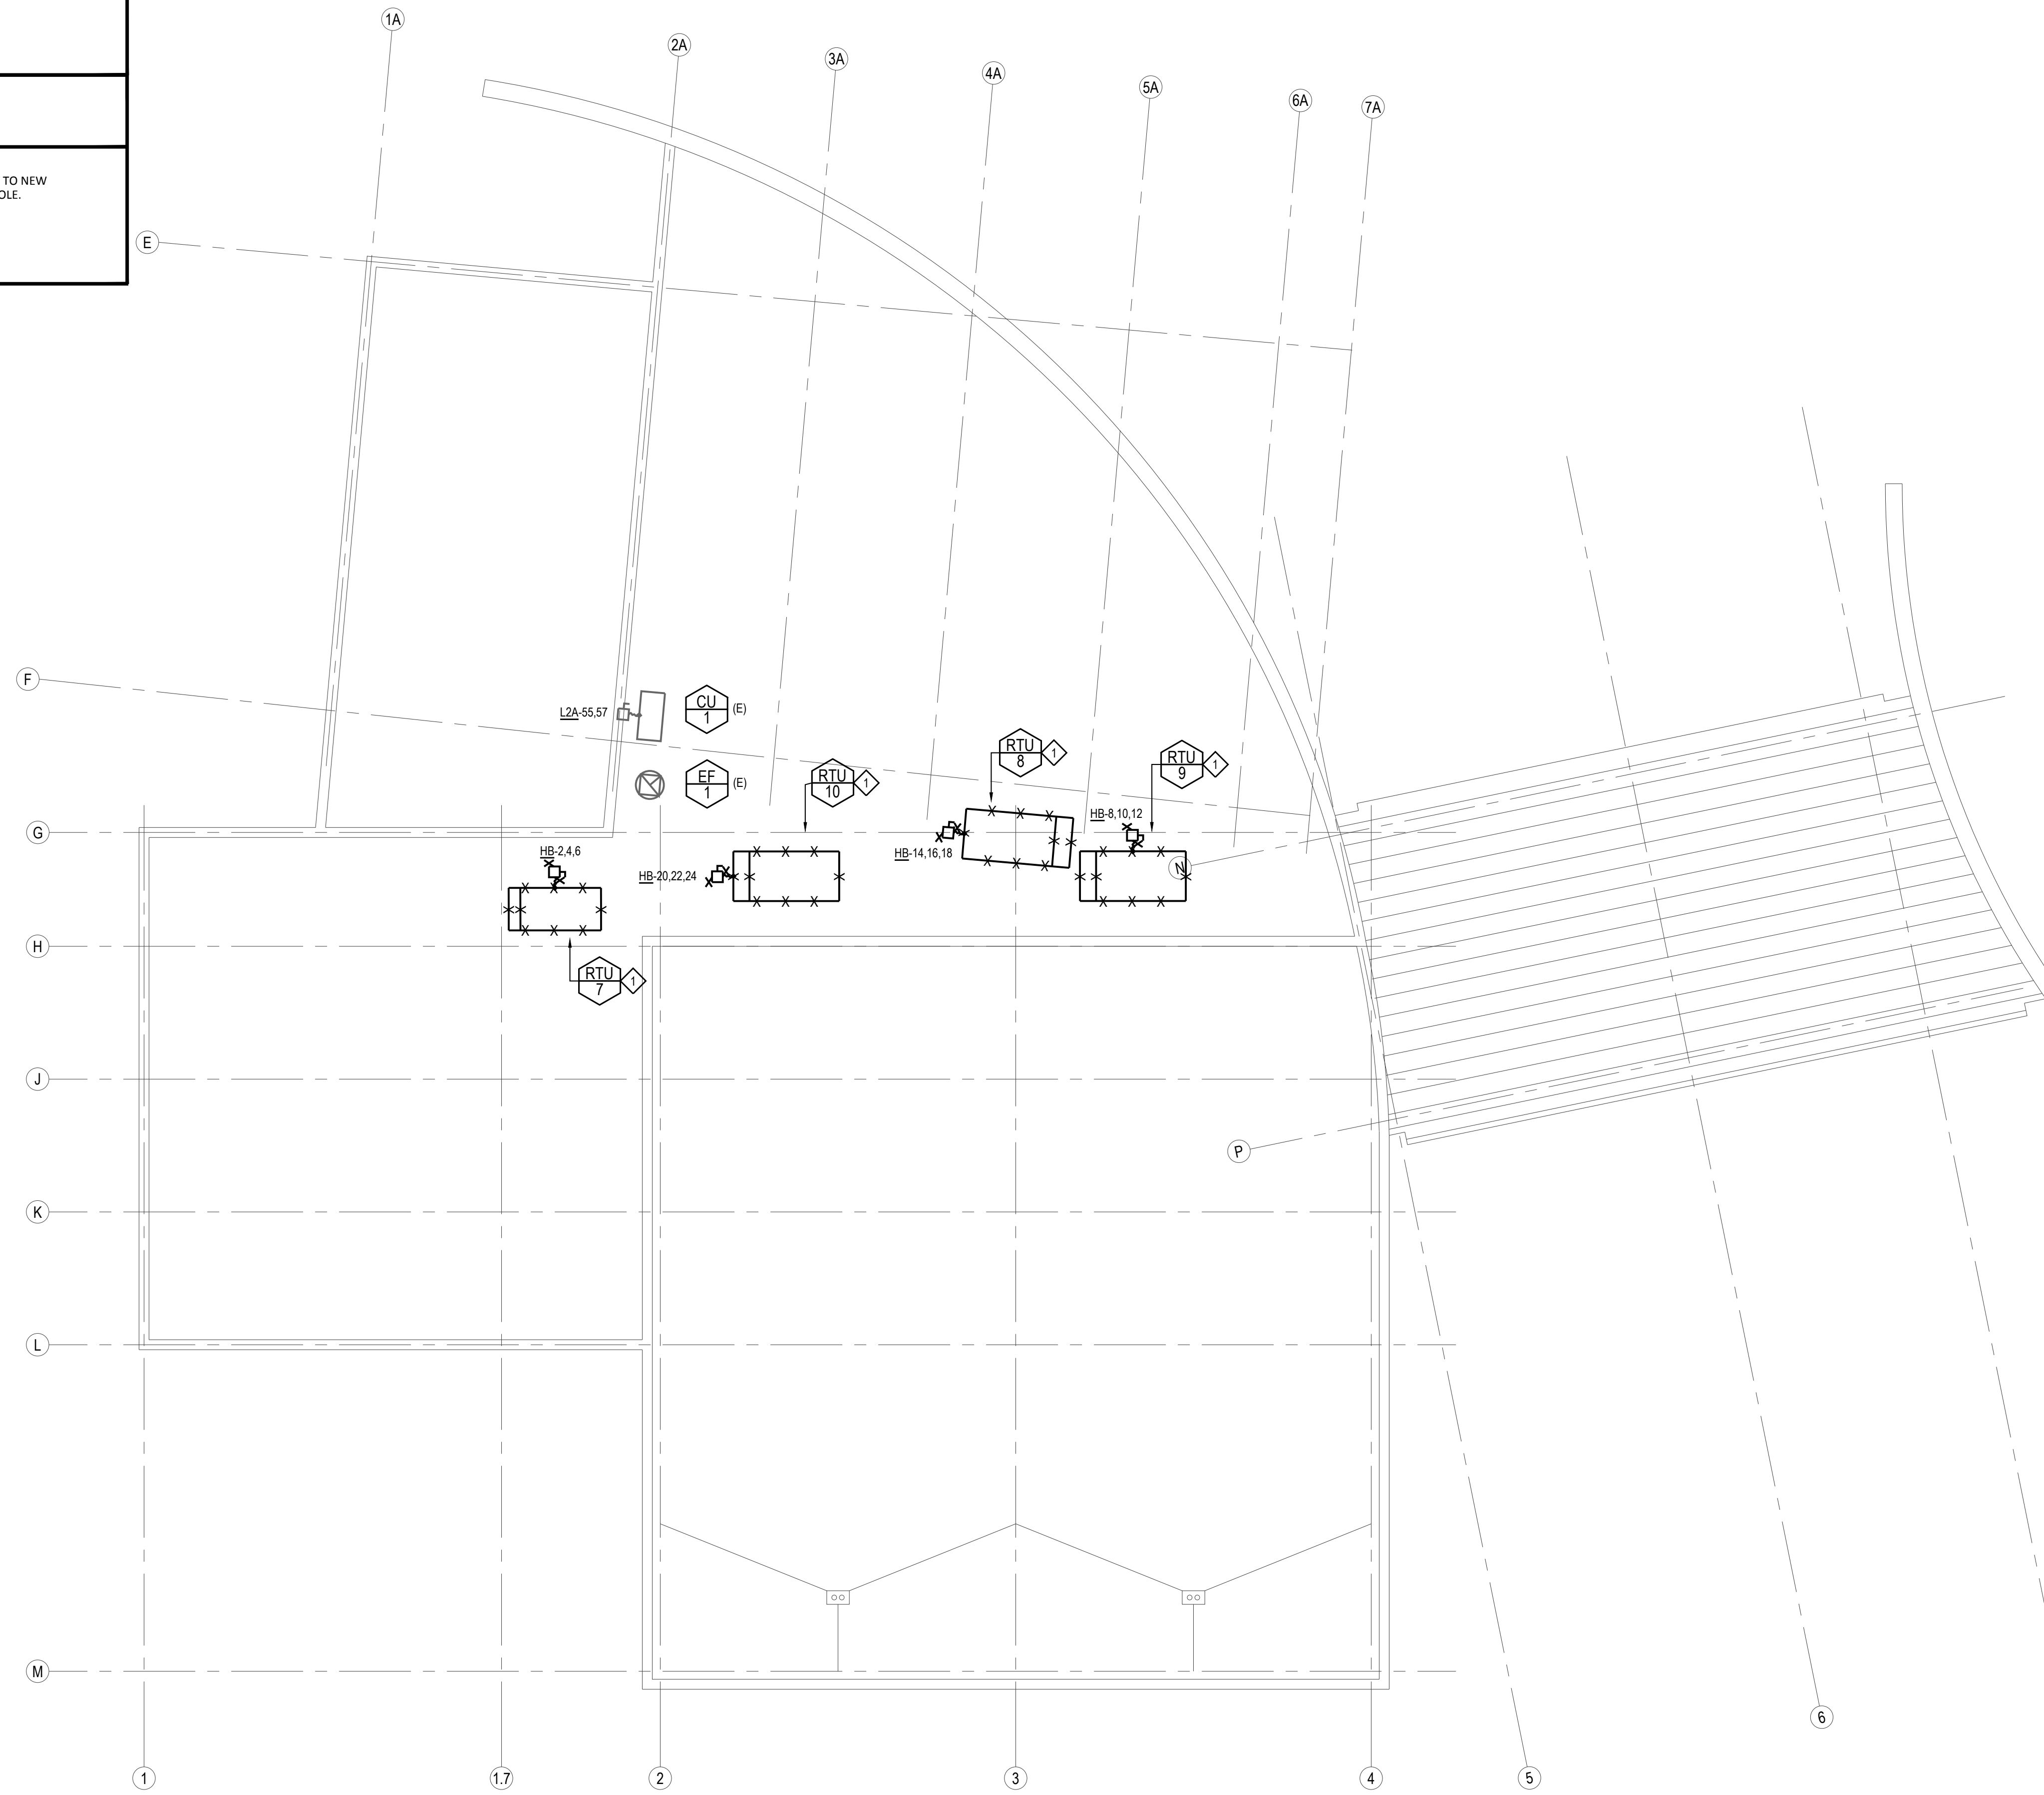 1A
2A
3A
4A
5A
6A
7A
TO NEW
OLE.
E
F
L2A-55,57
CU
1
(E)
EF
1
(E)
RTU
10
1
RTU
8
1
RTU
9
1
HB-8,10,12
G
HB-2,4,6
HB-20,22,24
HB-14,16,18
N
H
RTU
7
1
J
P
K
L
M
6
1
1.7
2
3
4
5